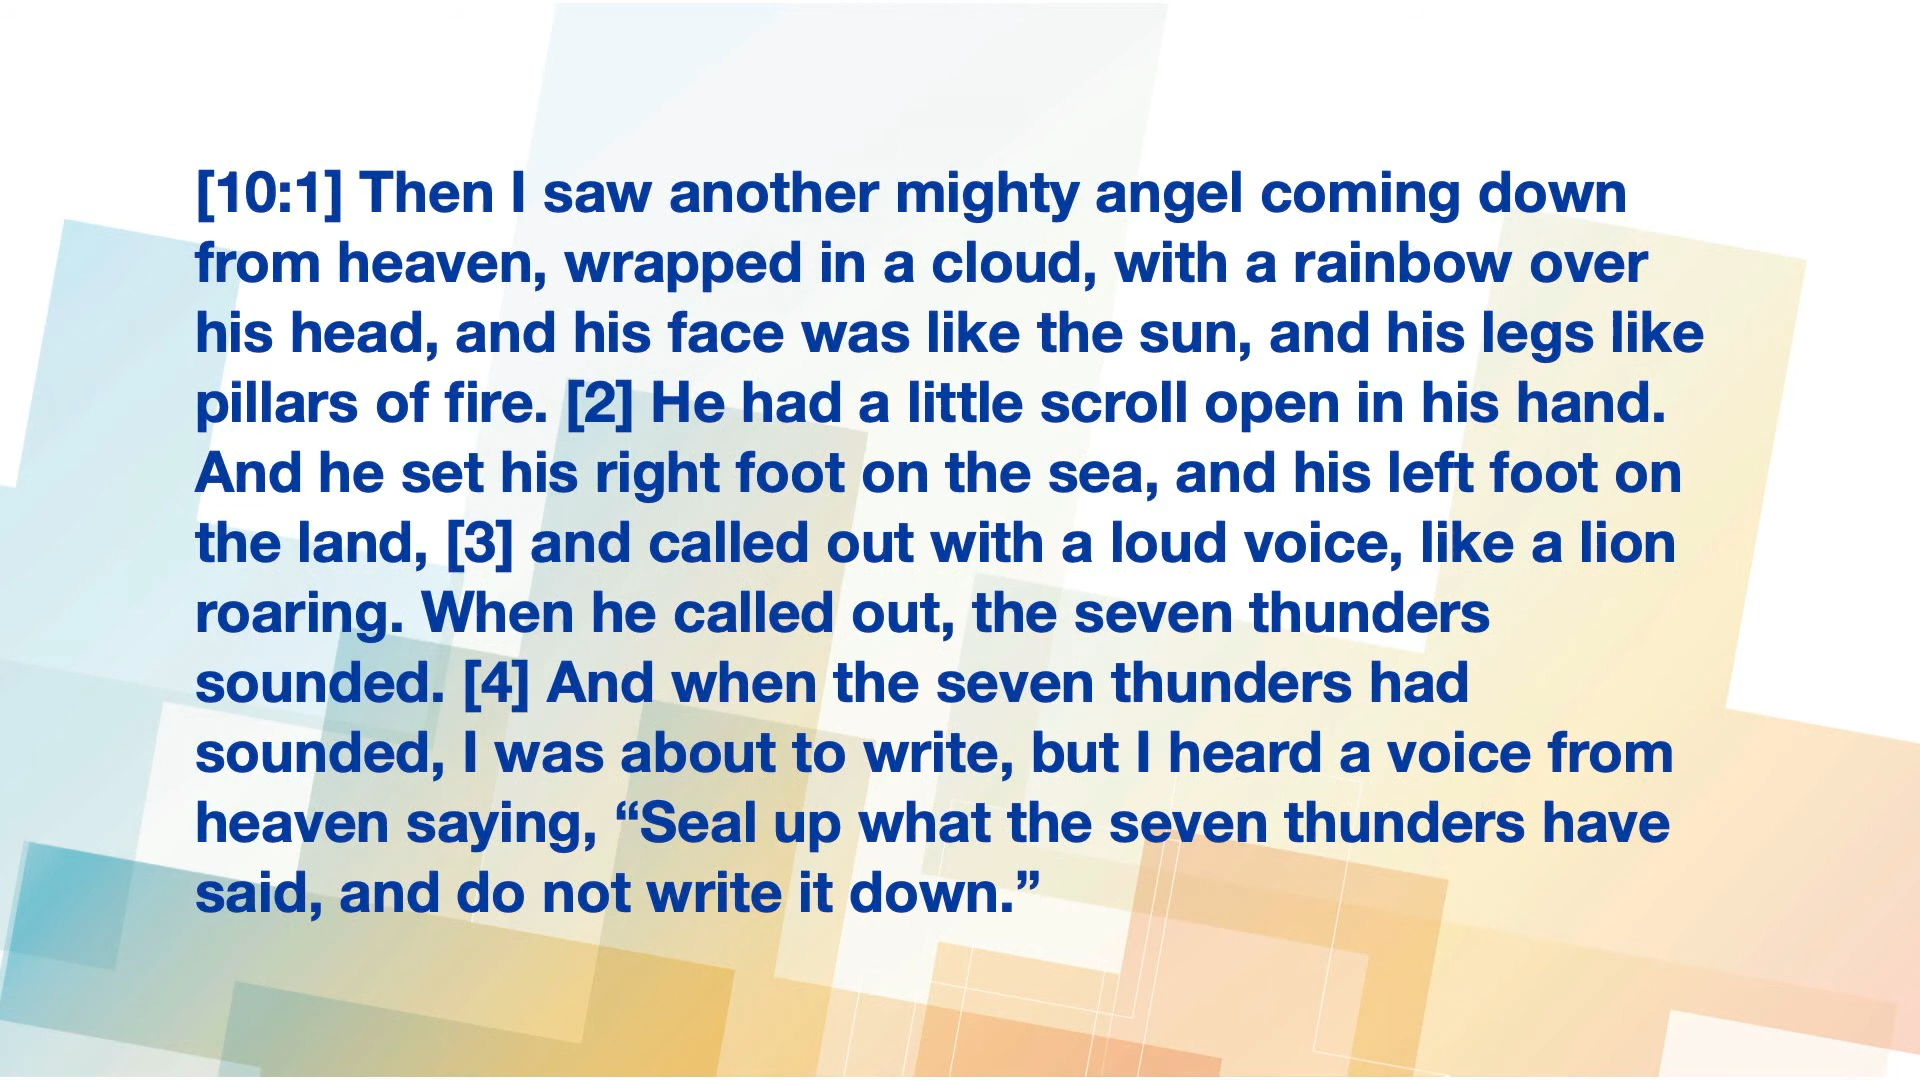 [10:1] Then I saw another mighty angel coming down
from heaven, wrapped in a cloud, with a rainbow over
his head, and his face was like the sun, and his legs like
pillars of fire. [2] He had a little scroll open in his hand.
And he set his right foot on the sea, and his left foot on
the land, [3] and called out with a loud voice, like a lion
roaring. When he called out, the seven thunders
sounded. [4] And when the seven thunders had
sounded, I was about to write, but I heard a voice from
heaven saying, “Seal up what the seven thunders have
said, and do not write it down.”